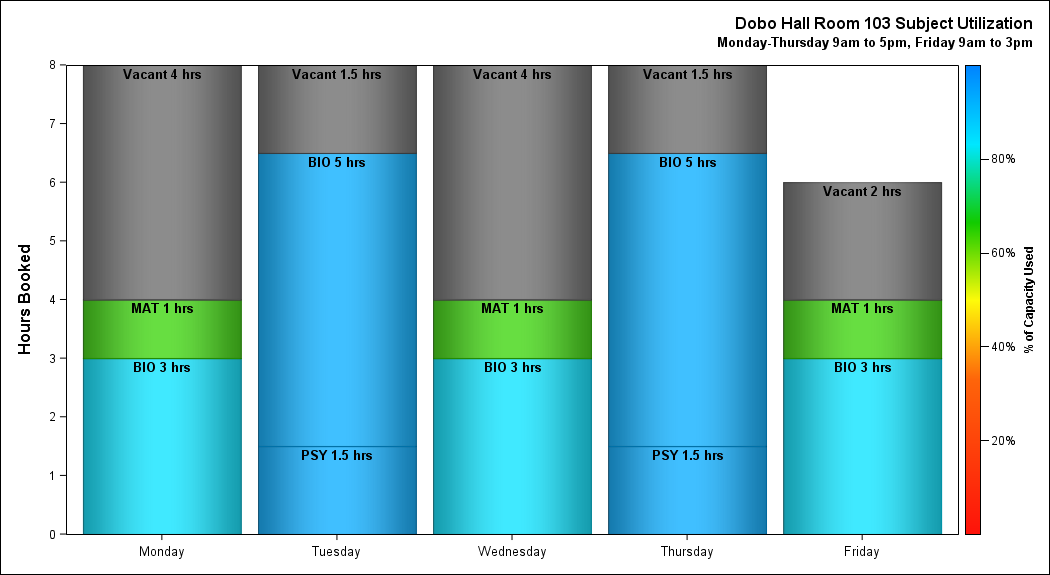 Dobo Hall Room 103 Subject Utilization
Monday-Thursday 9am to 5pm, Friday 9am to 3pm
Hours Booked
8
7
6
5
4
3
2
1
0
Vacant 4 hrs
MAT 1 hrs
BIO 3 hrs
Vacant 1.5 hrs
BIO 5 hrs
PSY 1.5 hrs
Vacant 4 hrs
MAT 1 hrs
BIO 3 hrs
Vacant 1.5 hrs
BIO 5 hrs
PSY 1.5 hrs
Vacant 2 hrs
MAT 1 hrs
BIO 3 hrs
Monday
Tuesday
Wednesday
Thursday
Friday
80%
60%
40%
20%
% of Capacity Used